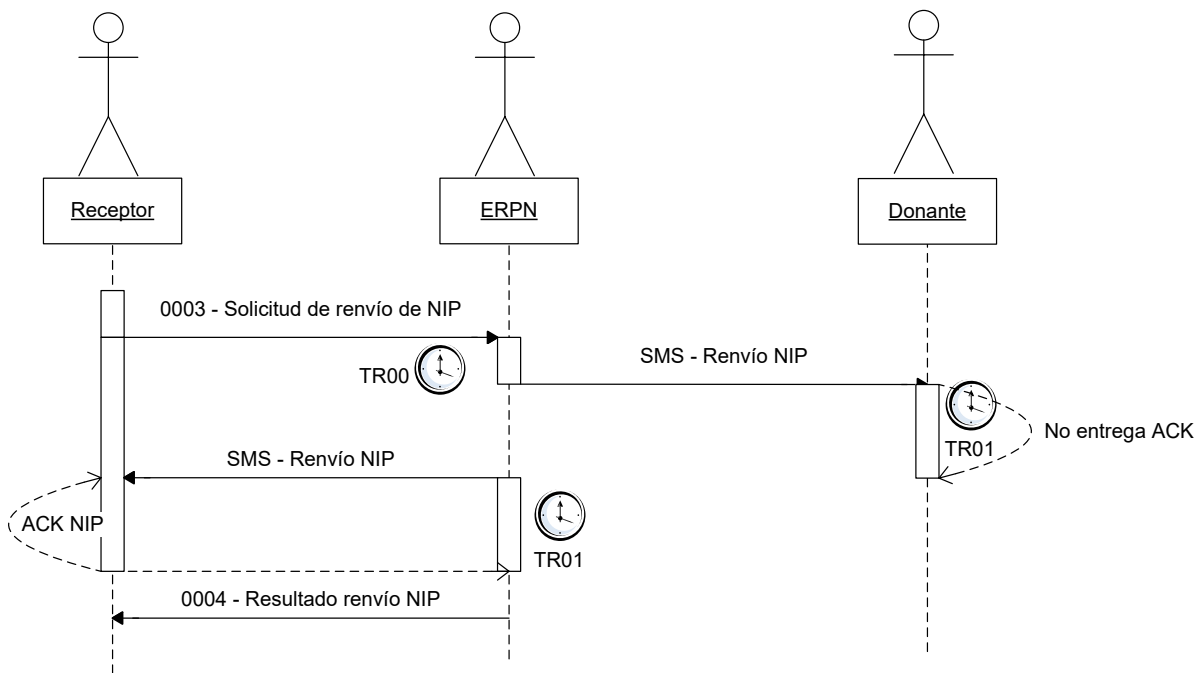 Receptor
ERPN
Donante
0003 - Solicitud de renvío de NIP
TR00
SMS - Renvío NIP
TR01
No entrega ACK
SMS - Renvío NIP
ACK NIP
TR01
0004 - Resultado renvío NIP